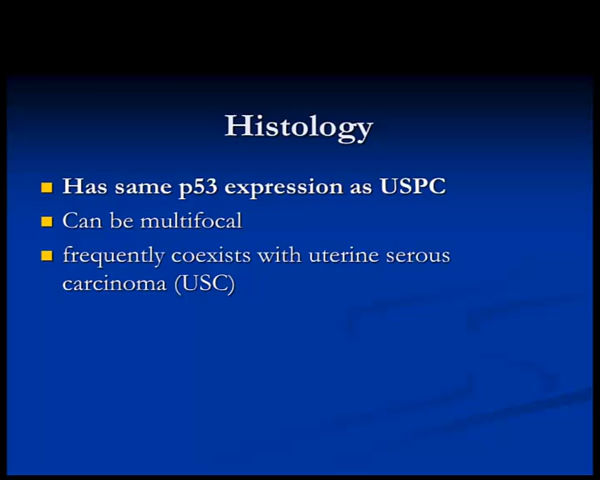 Histology
Has same p53 expression as USPC
Can be multifocal
frequently coexists with uterine serous
carcinoma (USC)